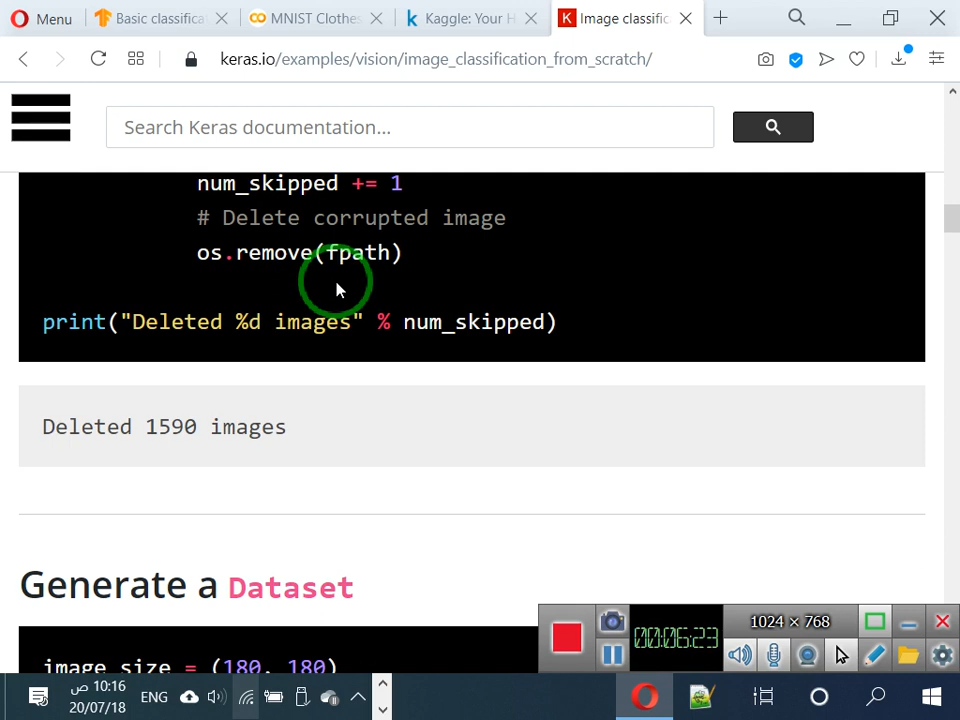 Menu
Basic classificat
MNIST Clothes
Kaggle: Your H
Image classific
keras.io/examples/vision/image_classification_from_scratch/
Search Keras documentation...
num_skipped += 1
# Delete corrupted image
os.remove(fpath)
print("Deleted %d images" % num_skipped)
Deleted 1590 images
Generate a Dataset
image_size = (180, 180)
00:06:23
1024 × 768
10:16 ص
20/07/18
ENG